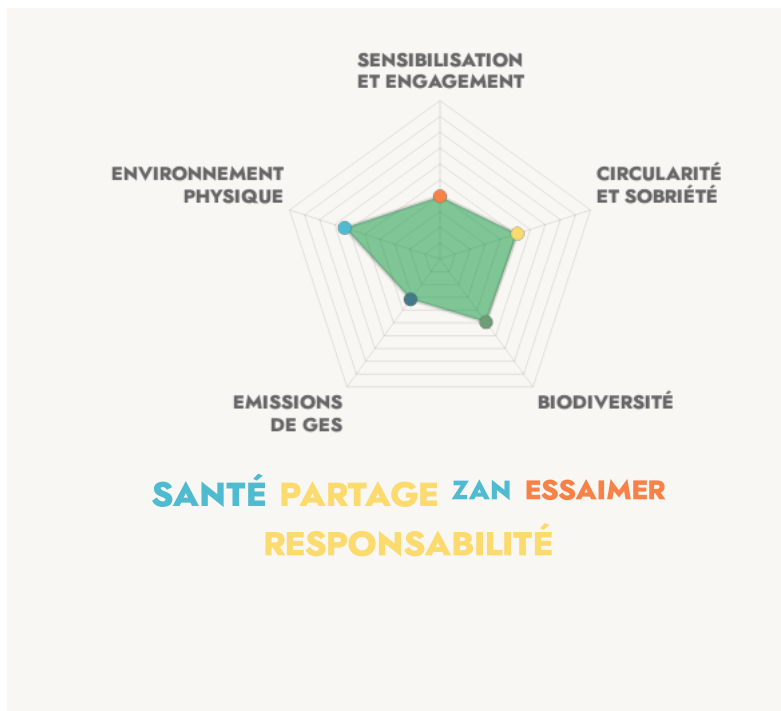 SENSIBILISATION
ET ENGAGEMENT
ENVIRONNEMENT
PHYSIQUE
CIRCULARITÉ
ET SOBRIÉTÉ
EMISSIONS
DE GES
BIODIVERSITÉ
SANTÉ PARTAGE ZAN ESSAIMER
RESPONSABILITÉ